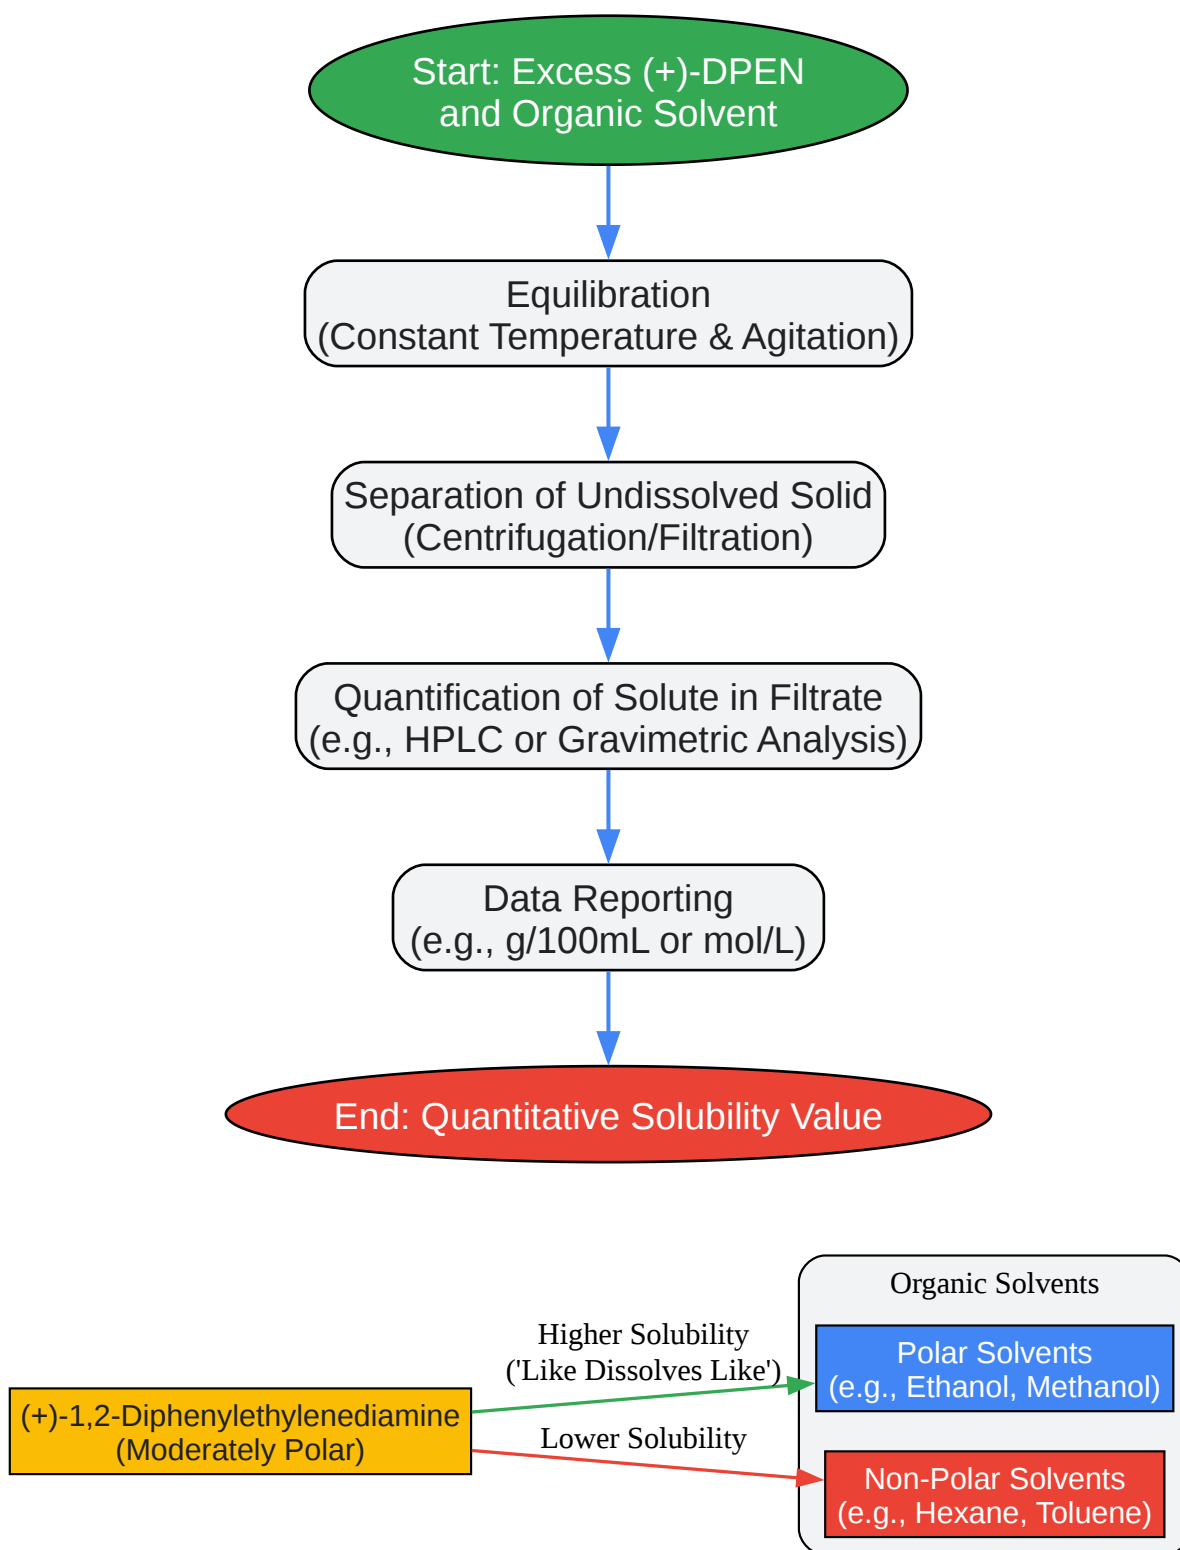 Start: Excess (+)-DPEN
and Organic Solvent
Equilibration
(Constant Temperature & Agitation)
Separation of Undissolved Solid
(Centrifugation/Filtration)
Quantification of Solute in Filtrate
(e.g., HPLC or Gravimetric Analysis)
Data Reporting
(e.g., g/100mL or mol/L)
End: Quantitative Solubility Value
Organic Solvents
Higher Solubility
('Like Dissolves Like')
Polar Solvents
(e.g., Ethanol, Methanol)
(+)-1,2-Diphenylethylenediamine
(Moderately Polar)
Lower Solubility
Non-Polar Solvents
(e.g., Hexane, Toluene)